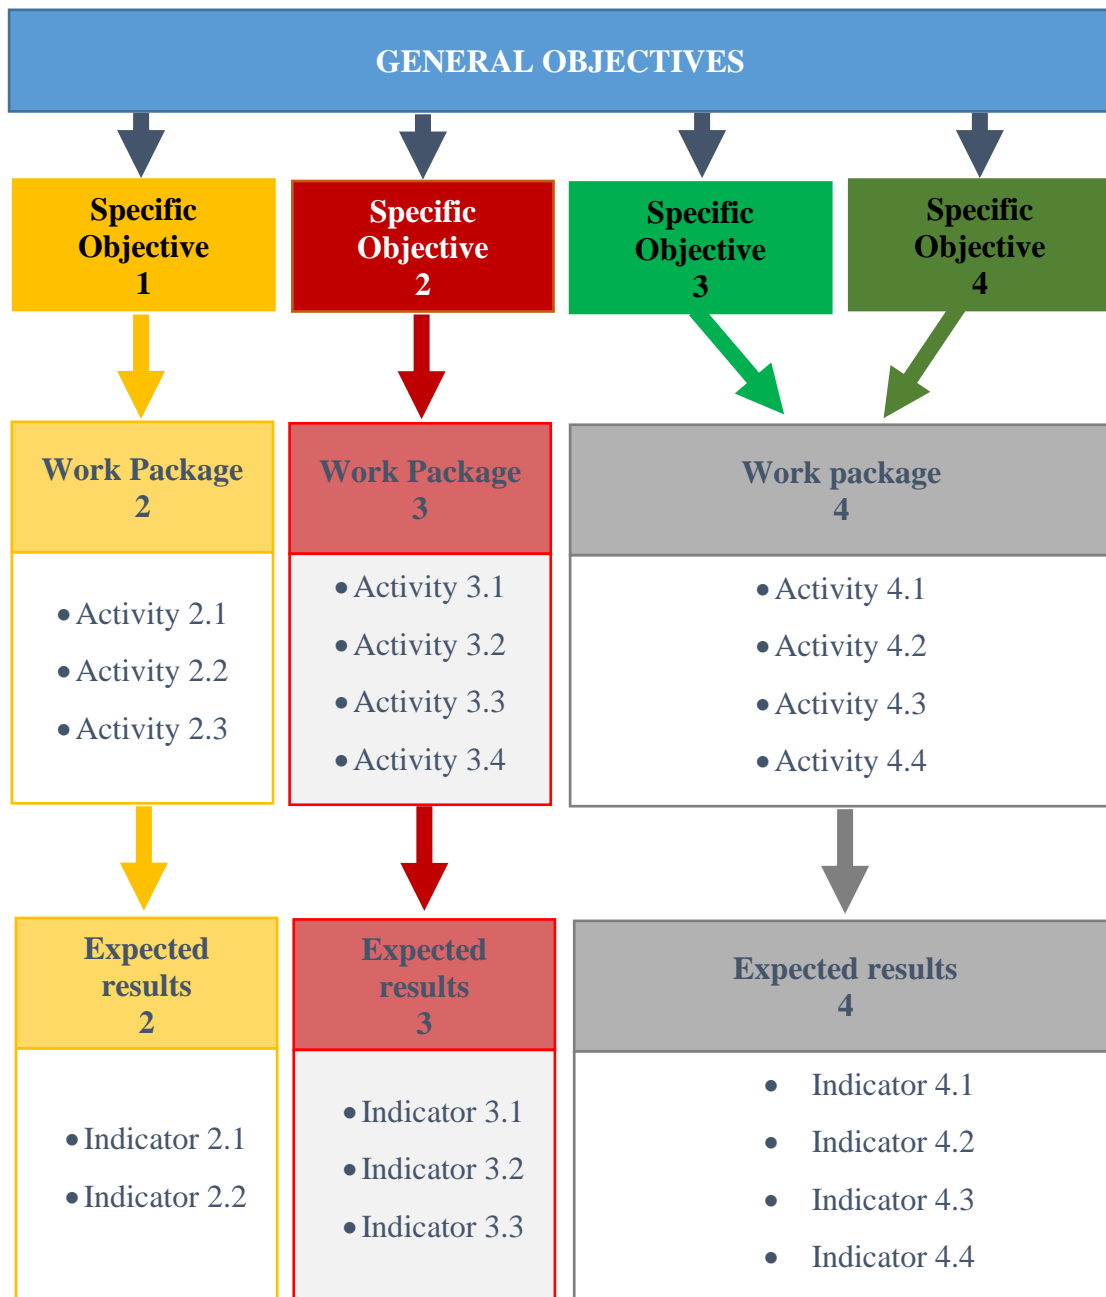 GENERAL OBJECTIVES
Specific
Objective
1
Specific
Objective
2
Specific
Objective
3
Specific
Objective
4
Work Package
2
• Activity 2.1
• Activity 2.2
• Activity 2.3
Work Package
3
• Activity 3.1
• Activity 3.2
• Activity 3.3
• Activity 3.4
Work package
4
• Activity 4.1
• Activity 4.2
• Activity 4.3
• Activity 4.4
Expected
results
2
• Indicator 2.1
• Indicator 2.2
Expected
results
3
• Indicator 3.1
• Indicator 3.2
• Indicator 3.3
Expected results
4
• Indicator 4.1
• Indicator 4.2
• Indicator 4.3
• Indicator 4.4